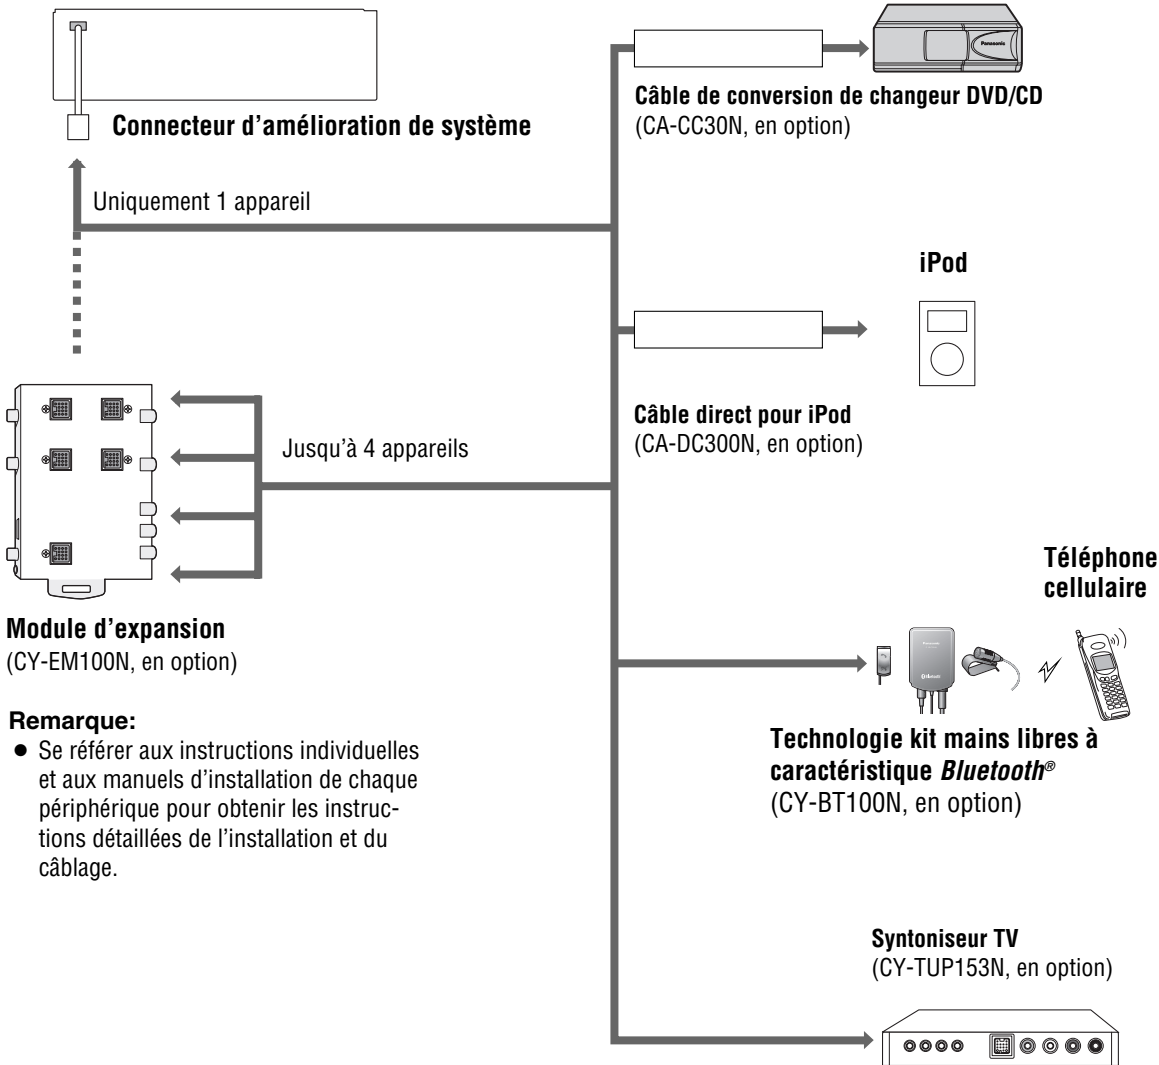 Panasonic
Câble de conversion de changeur DVD/CD
(CA-CC30N, en option)
Connecteur d'amélioration de système
Uniquement 1 appareil
iPod
Câble direct pour iPod
(CA-DC300N, en option)
Jusqu'à 4 appareils
Module d'expansion
(CY-EM100N, en option)
Téléphone
cellulaire
Panasonic
Bluetooth
Technologie kit mains libres à
caractéristique Bluetooth®
(CY-BT100N, en option)
Remarque:
● Se référer aux instructions individuelles
et aux manuels d'installation de chaque
périphérique pour obtenir les instruc-
tions détaillées de l'installation et du
câblage.
Syntoniseur TV
(CY-TUP153N, en option)